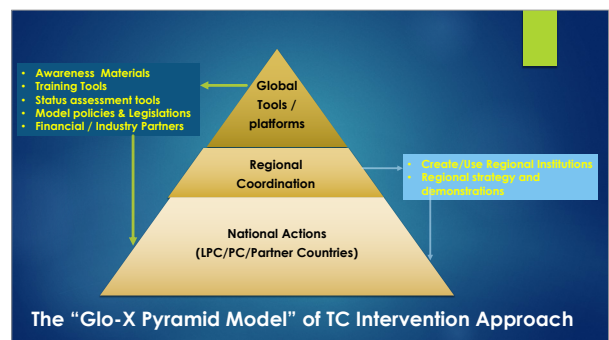 • Awareness Materials
• Training Tools
• Status assessment tools
• Model policies & Legislations
• Financial / Industry Partners
Global
Tools /
platforms
Regional
Coordination
• Create/Use Regional Institutions
• Regional strategy and
demonstrations
National Actions
(LPC/PC/Partner Countries)
The “Glo-X Pyramid Model” of TC Intervention Approach